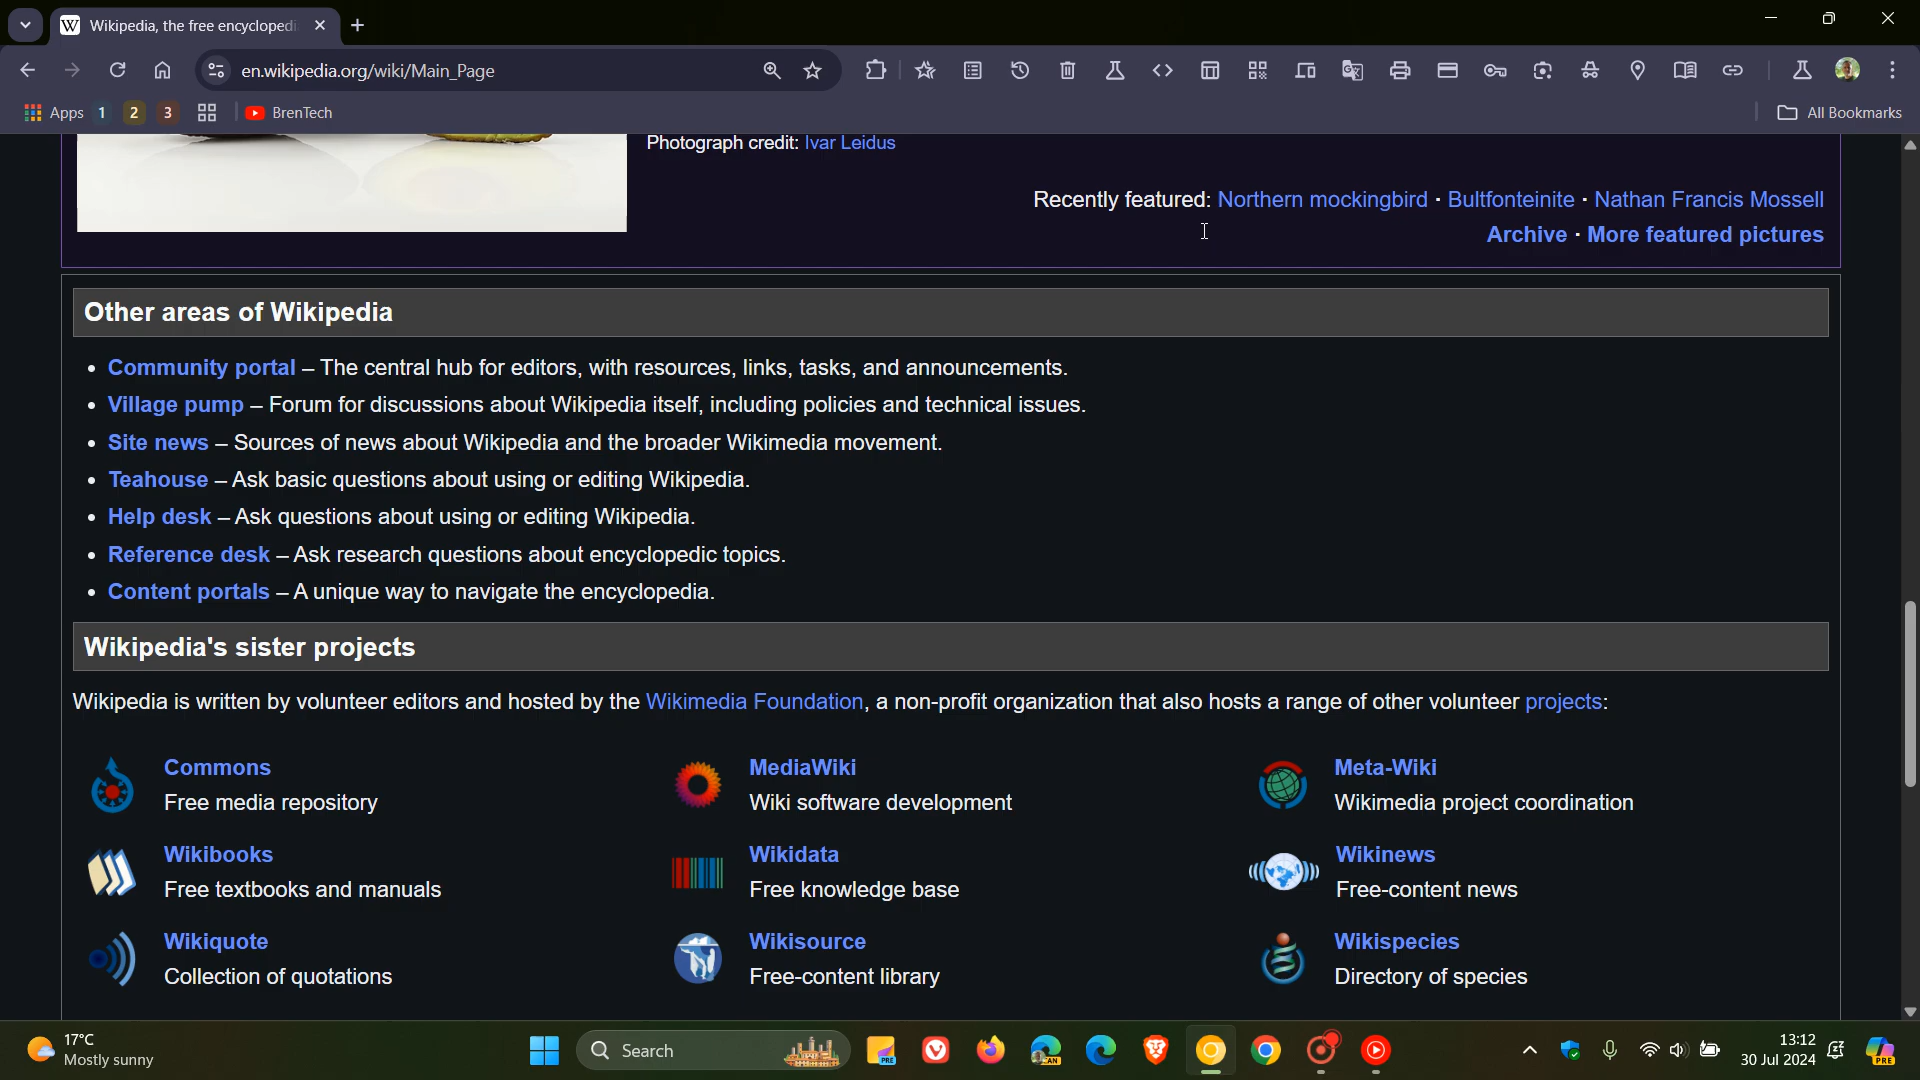 Wikipedia, the free encyclopedi
en.wikipedia.org/wiki/Main_Page
Apps 1 2 3 BrenTech All Bookmarks
Photograph credit: Ivar Leidus
Recently featured: Northern mockingbird · Bultfonteinite · Nathan Francis Mossell
Archive · More featured pictures
Other areas of Wikipedia
• Community portal – The central hub for editors, with resources, links, tasks, and announcements.
• Village pump – Forum for discussions about Wikipedia itself, including policies and technical issues.
• Site news – Sources of news about Wikipedia and the broader Wikimedia movement.
• Teahouse – Ask basic questions about using or editing Wikipedia.
• Help desk – Ask questions about using or editing Wikipedia.
• Reference desk – Ask research questions about encyclopedic topics.
• Content portals – A unique way to navigate the encyclopedia.
Wikipedia's sister projects
Wikipedia is written by volunteer editors and hosted by the Wikimedia Foundation, a non-profit organization that also hosts a range of other volunteer projects:
Commons
Free media repository
MediaWiki
Wiki software development
Meta-Wiki
Wikimedia project coordination
Wikibooks
Free textbooks and manuals
Wikidata
Free knowledge base
Wikinews
Free-content news
Wikiquote
Collection of quotations
Wikisource
Free-content library
Wikispecies
Directory of species
17°C
Mostly sunny
Search
PRE
CAN
13:12
30 Jul 2024
PRE